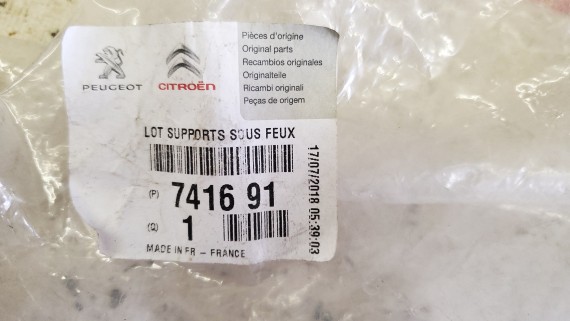 PEUGEOT
CITROËN
Pièces d'origine
Original parts
Recambios originales
Originalteile
Ricambi originali
Peças de origem
LOT SUPPORTS SOUS FEUX
(P) 7416 91
(Q) 1
MADE IN FR – FRANCE
17/07/2018 05:39:03